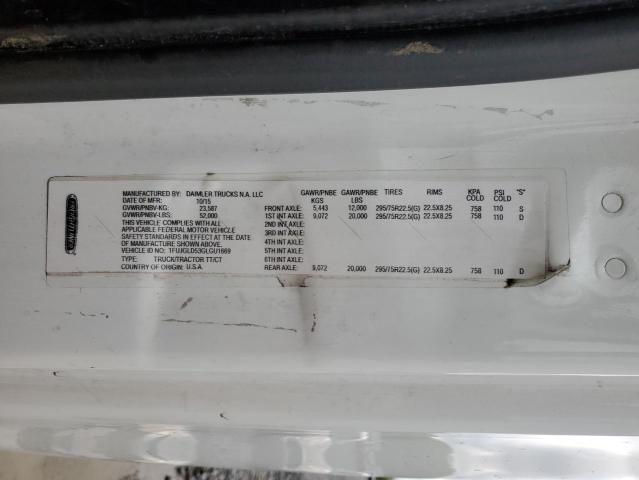 FREIGHTLINER
MANUFACTURED BY: DAIMLER TRUCKS N.A. LLC
DATE OF MFR: 10/15
GVWR/PNBV-KG: 23,587
GVWR/PNBV-LBS: 52,000
THIS VEHICLE COMPLIES WITH ALL
APPLICABLE FEDERAL MOTOR VEHICLE
SAFETY STANDARDS IN EFFECT AT THE DATE
OF MANUFACTURE SHOWN ABOVE.
VEHICLE ID NO.: 1FUJGLD53GLGU1669
TYPE: TRUCK/TRACTOR TT/CT
COUNTRY OF ORIGIN: U.S.A.
GAWR/PNBE KGS GAWR/PNBE LBS TIRES RIMS KPA COLD PSI COLD "S"
FRONT AXLE: 5,443 12,000 295/75R22.5(G) 22.5X8.25 758 110 S
1ST INT AXLE: 9,072 20,000 295/75R22.5(G) 22.5X8.25 758 110 D
2ND INT AXLE:
3RD INT AXLE:
4TH INT AXLE:
5TH INT AXLE:
6TH INT AXLE:
REAR AXLE: 9,072 20,000 295/75R22.5(G) 22.5X8.25 758 110 D